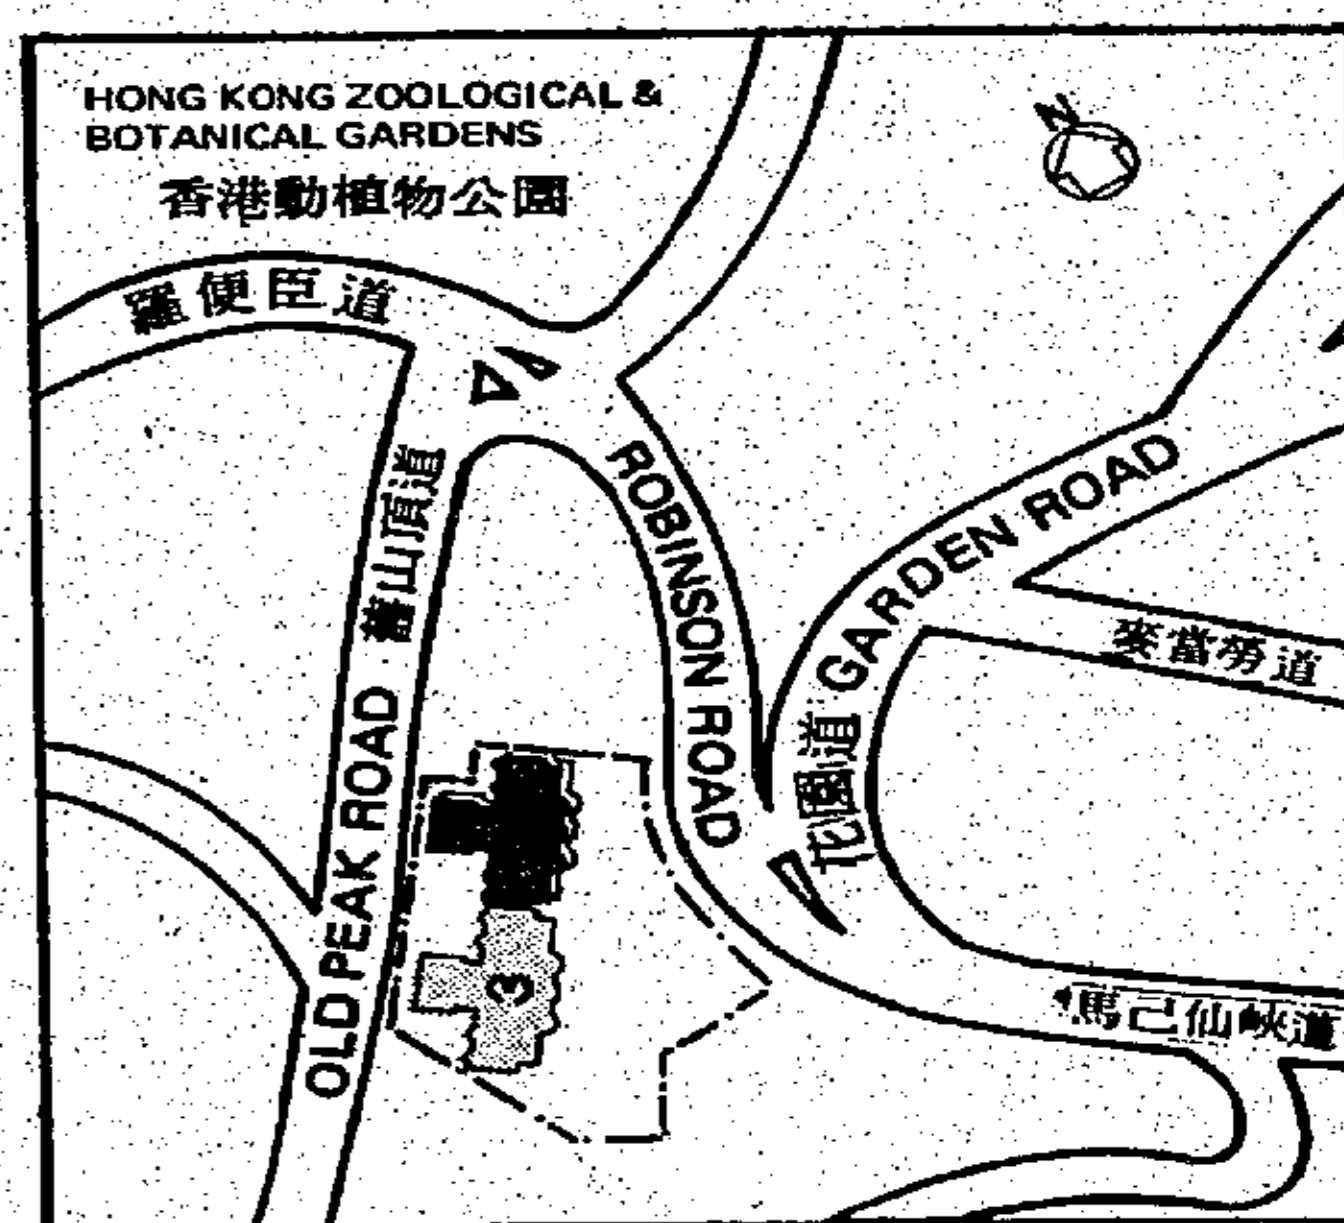 HONG KONG ZOOLOGICAL &
BOTANICAL GARDENS
香港動植物公園
N
羅便臣道
ROBINSON ROAD
GARDEN ROAD
花園道
麥當勞道
舊山頂道
OLD PEAK ROAD
3
馬己仙峽道